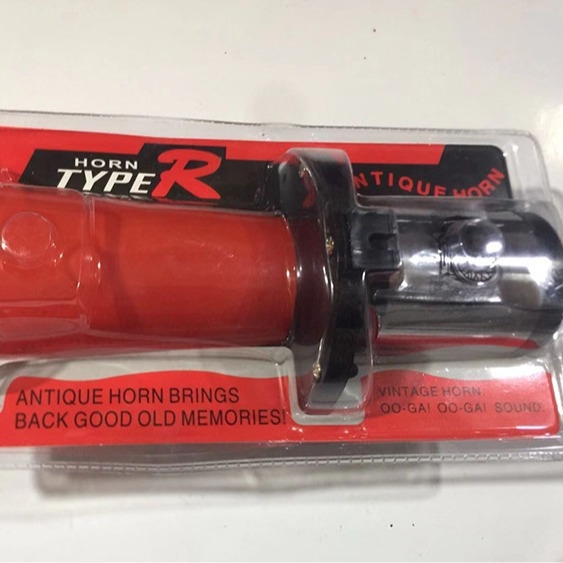 HORN
TYPE R
ANTIQUE HORN
ANTIQUE HORN BRINGS
BACK GOOD OLD MEMORIES!
VINTAGE HORN
OO-GA! OO-GA! SOUND.